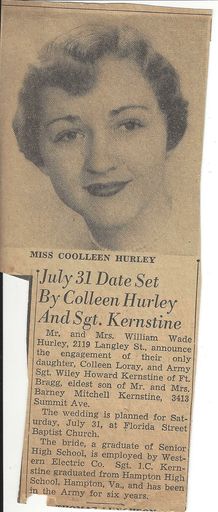 MISS COOLLEEN HURLEY
July 31 Date Set
By Colleen Hurley
And Sgt. Kernstine
Mr. and Mrs. William Wade
Hurley, 2119 Langley St., announce
the engagement of their only
daughter, Colleen Loray, and Army
Sgt. Wiley Howard Kernstine of Ft.
Bragg, eldest son of Mr. and Mrs.
Barney Mitchell Kernstine, 3413
Summit Ave.
The wedding is planned for Sat-
urday, July 31, at Florida Street
Baptist Church.
The bride, a graduate of Senior
High School, is employed by West-
ern Electric Co. Sgt. I.C. Kern-
stine graduated from Hampton High
School, Hampton, Va., and has been
in the Army for six years.